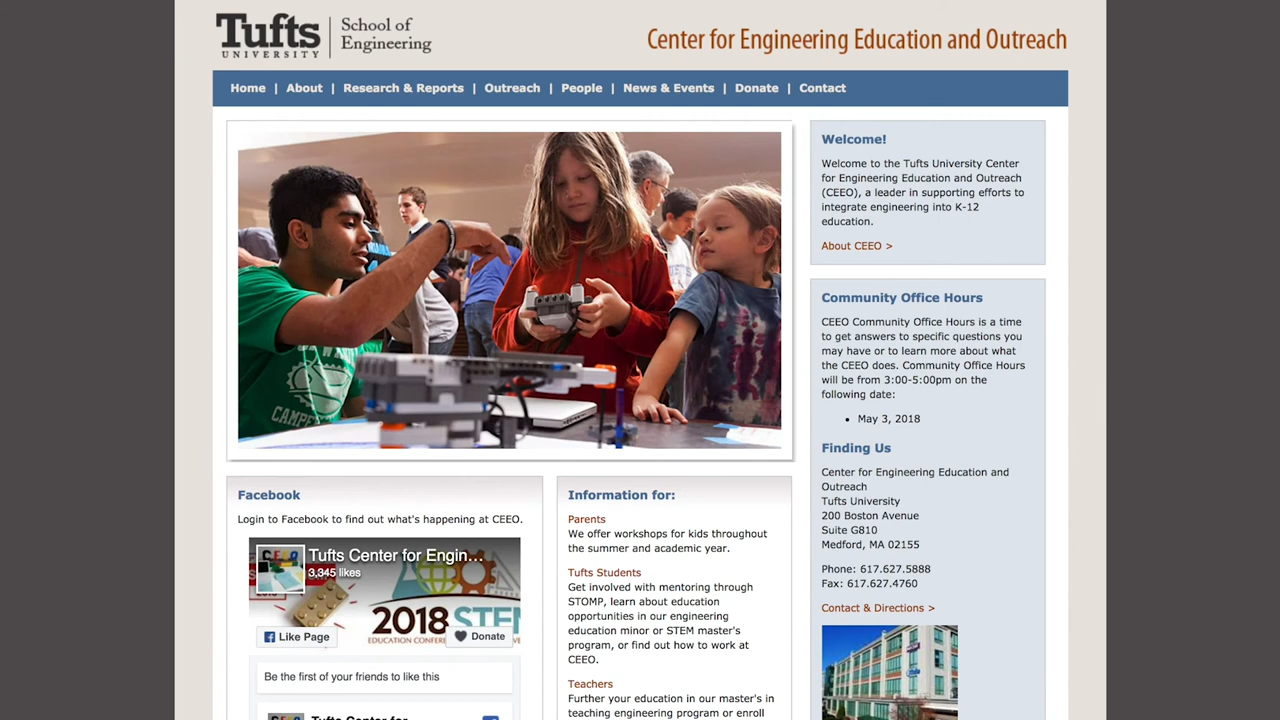 Tufts
UNIVERSITY
School of
Engineering
Center for Engineering Education and Outreach
Home | About | Research & Reports | Outreach | People | News & Events | Donate | Contact
CAMP
Welcome!
Welcome to the Tufts University Center
for Engineering Education and Outreach
(CEEO), a leader in supporting efforts to
integrate engineering into K-12
education.
About CEEO >
Community Office Hours
CEEO Community Office Hours is a time
to get answers to specific questions you
may have or to learn more about what
the CEEO does. Community Office Hours
will be from 3:00-5:00pm on the
following date:
• May 3, 2018
Finding Us
Center for Engineering Education and
Outreach
Tufts University
200 Boston Avenue
Suite G810
Medford, MA 02155
Phone: 617.627.5888
Fax: 617.627.4760
Contact & Directions >
Facebook
Login to Facebook to find out what's happening at CEEO.
CEEO
Tufts Center for Engin...
3,345 likes
2018 STEM
EDUCATION CONFER
Like Page
Donate
Be the first of your friends to like this
CEEO
Tufts Center for
Information for:
Parents
We offer workshops for kids throughout
the summer and academic year.
Tufts Students
Get involved with mentoring through
STOMP, learn about education
opportunities in our engineering
education minor or STEM master's
program, or find out how to work at
CEEO.
Teachers
Further your education in our master's in
teaching engineering program or enroll